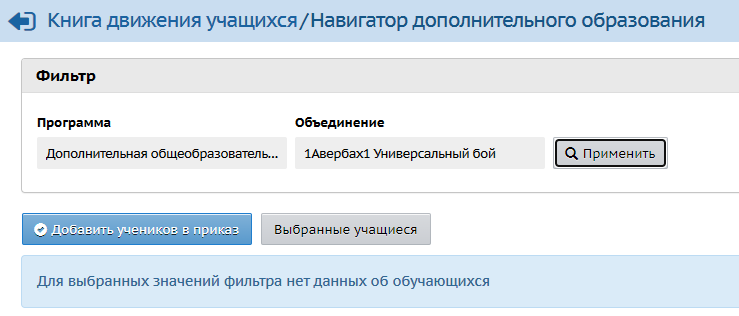 Книга движения учащихся/Навигатор дополнительного образования
Фильтр
Программа Объединение
Дополнительная общеобразователь... 1Авербах1 Универсальный бой Применить
Добавить учеников в приказ Выбранные учащиеся
Для выбранных значений фильтра нет данных об обучающихся